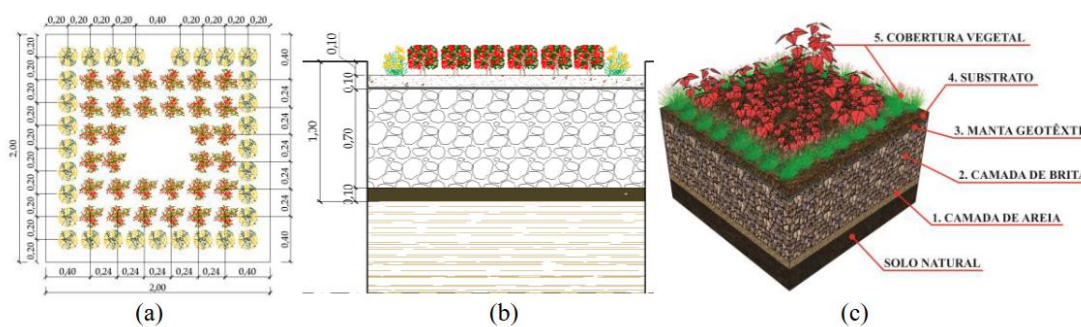 0,20 0,20 0,20 0,20 0,40 0,20 0,20 0,20 0,20
0,20
0,20
0,20
0,20
0,20
0,20
0,20
0,20
0,20
0,20
2,00
0,40
0,24
0,24
0,24
0,24
0,24
0,40
0,40 0,24 0,24 0,24 0,24 0,24 0,40
2,00
(a)
0,10
0,10
1,00
0,70
0,10
(b)
5. COBERTURA VEGETAL
4. SUBSTRATO
3. MANTA GEOTÊXTI
2. CAMADA DE BRITA
1. CAMADA DE AREIA
SOLO NATURAL
(c)